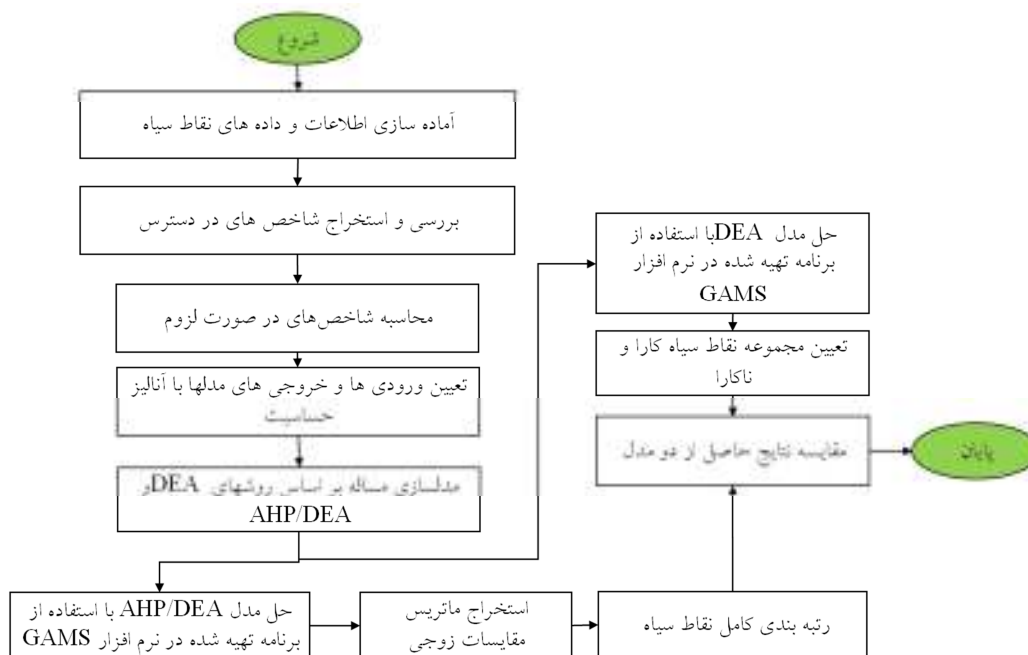 شروع
آماده سازی اطلاعات و داده های نقاط سیاه
بررسی و استخراج شاخص های در دسترس
محاسبه شاخص‌های در صورت لزوم
تعیین ورودی ها و خروجی های مدلها با آنالیز
حساسیت
مدلسازی مساله بر اساس روشهای DEAو
AHP/DEA
حل مدل DEAبا استفاده از
برنامه تهیه شده در نرم افزار
GAMS
تعیین مجموعه نقاط سیاه کارا و
ناکارا
حل مدل AHP/DEA با استفاده از
برنامه تهیه شده در نرم افزار GAMS
استخراج ماتریس
مقایسات زوجی
رتبه بندی کامل نقاط سیاه
مقایسه نتایج حاصلی از دو مدل
پایان